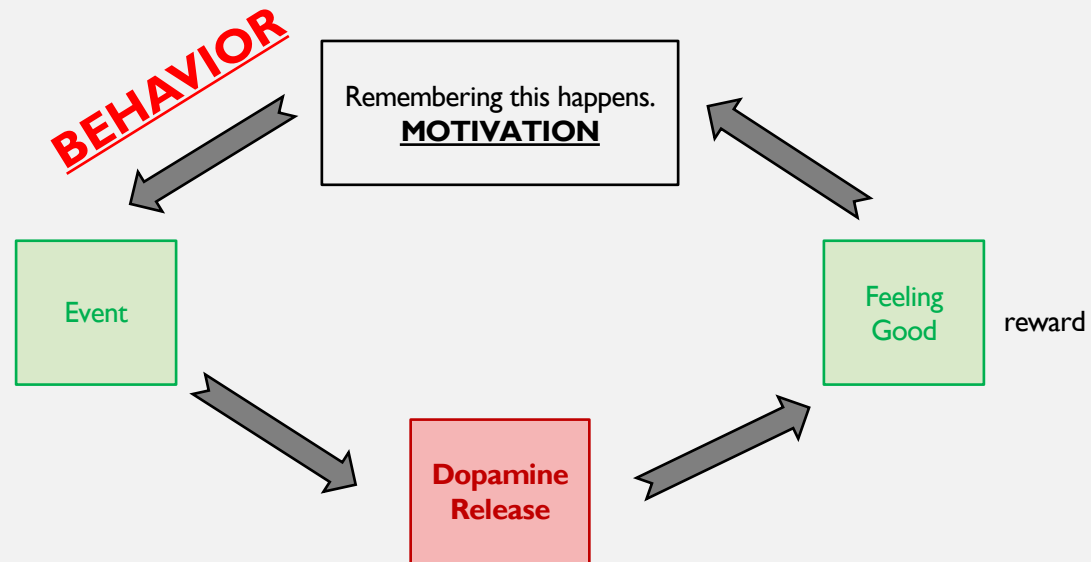 BEHAVIOR
Remembering this happens.
MOTIVATION
Event
Feeling
Good
reward
Dopamine
Release